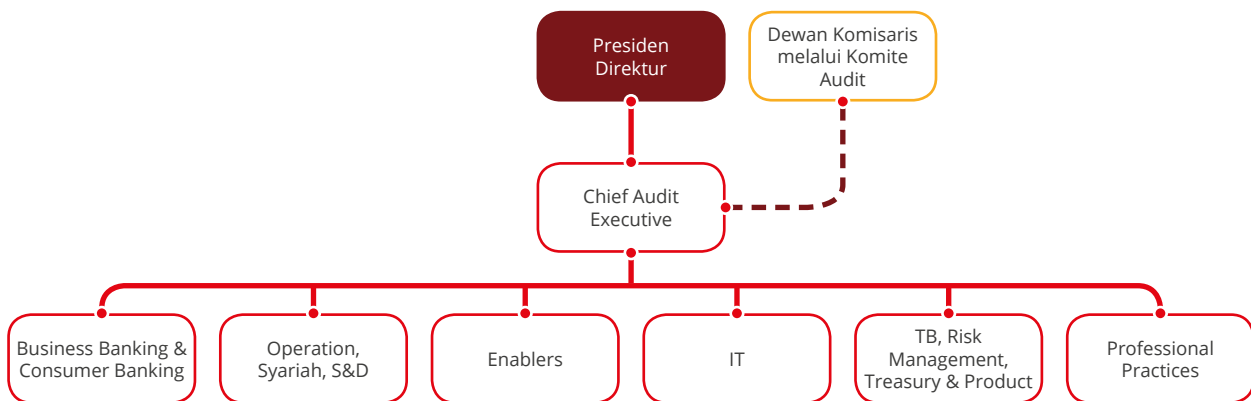 Presiden
Direktur
Dewan Komisaris
melalui Komite
Audit
Chief Audit
Executive
Business Banking &
Consumer Banking
Operation,
Syariah, S&D
Enablers
IT
TB, Risk
Management,
Treasury & Product
Professional
Practices